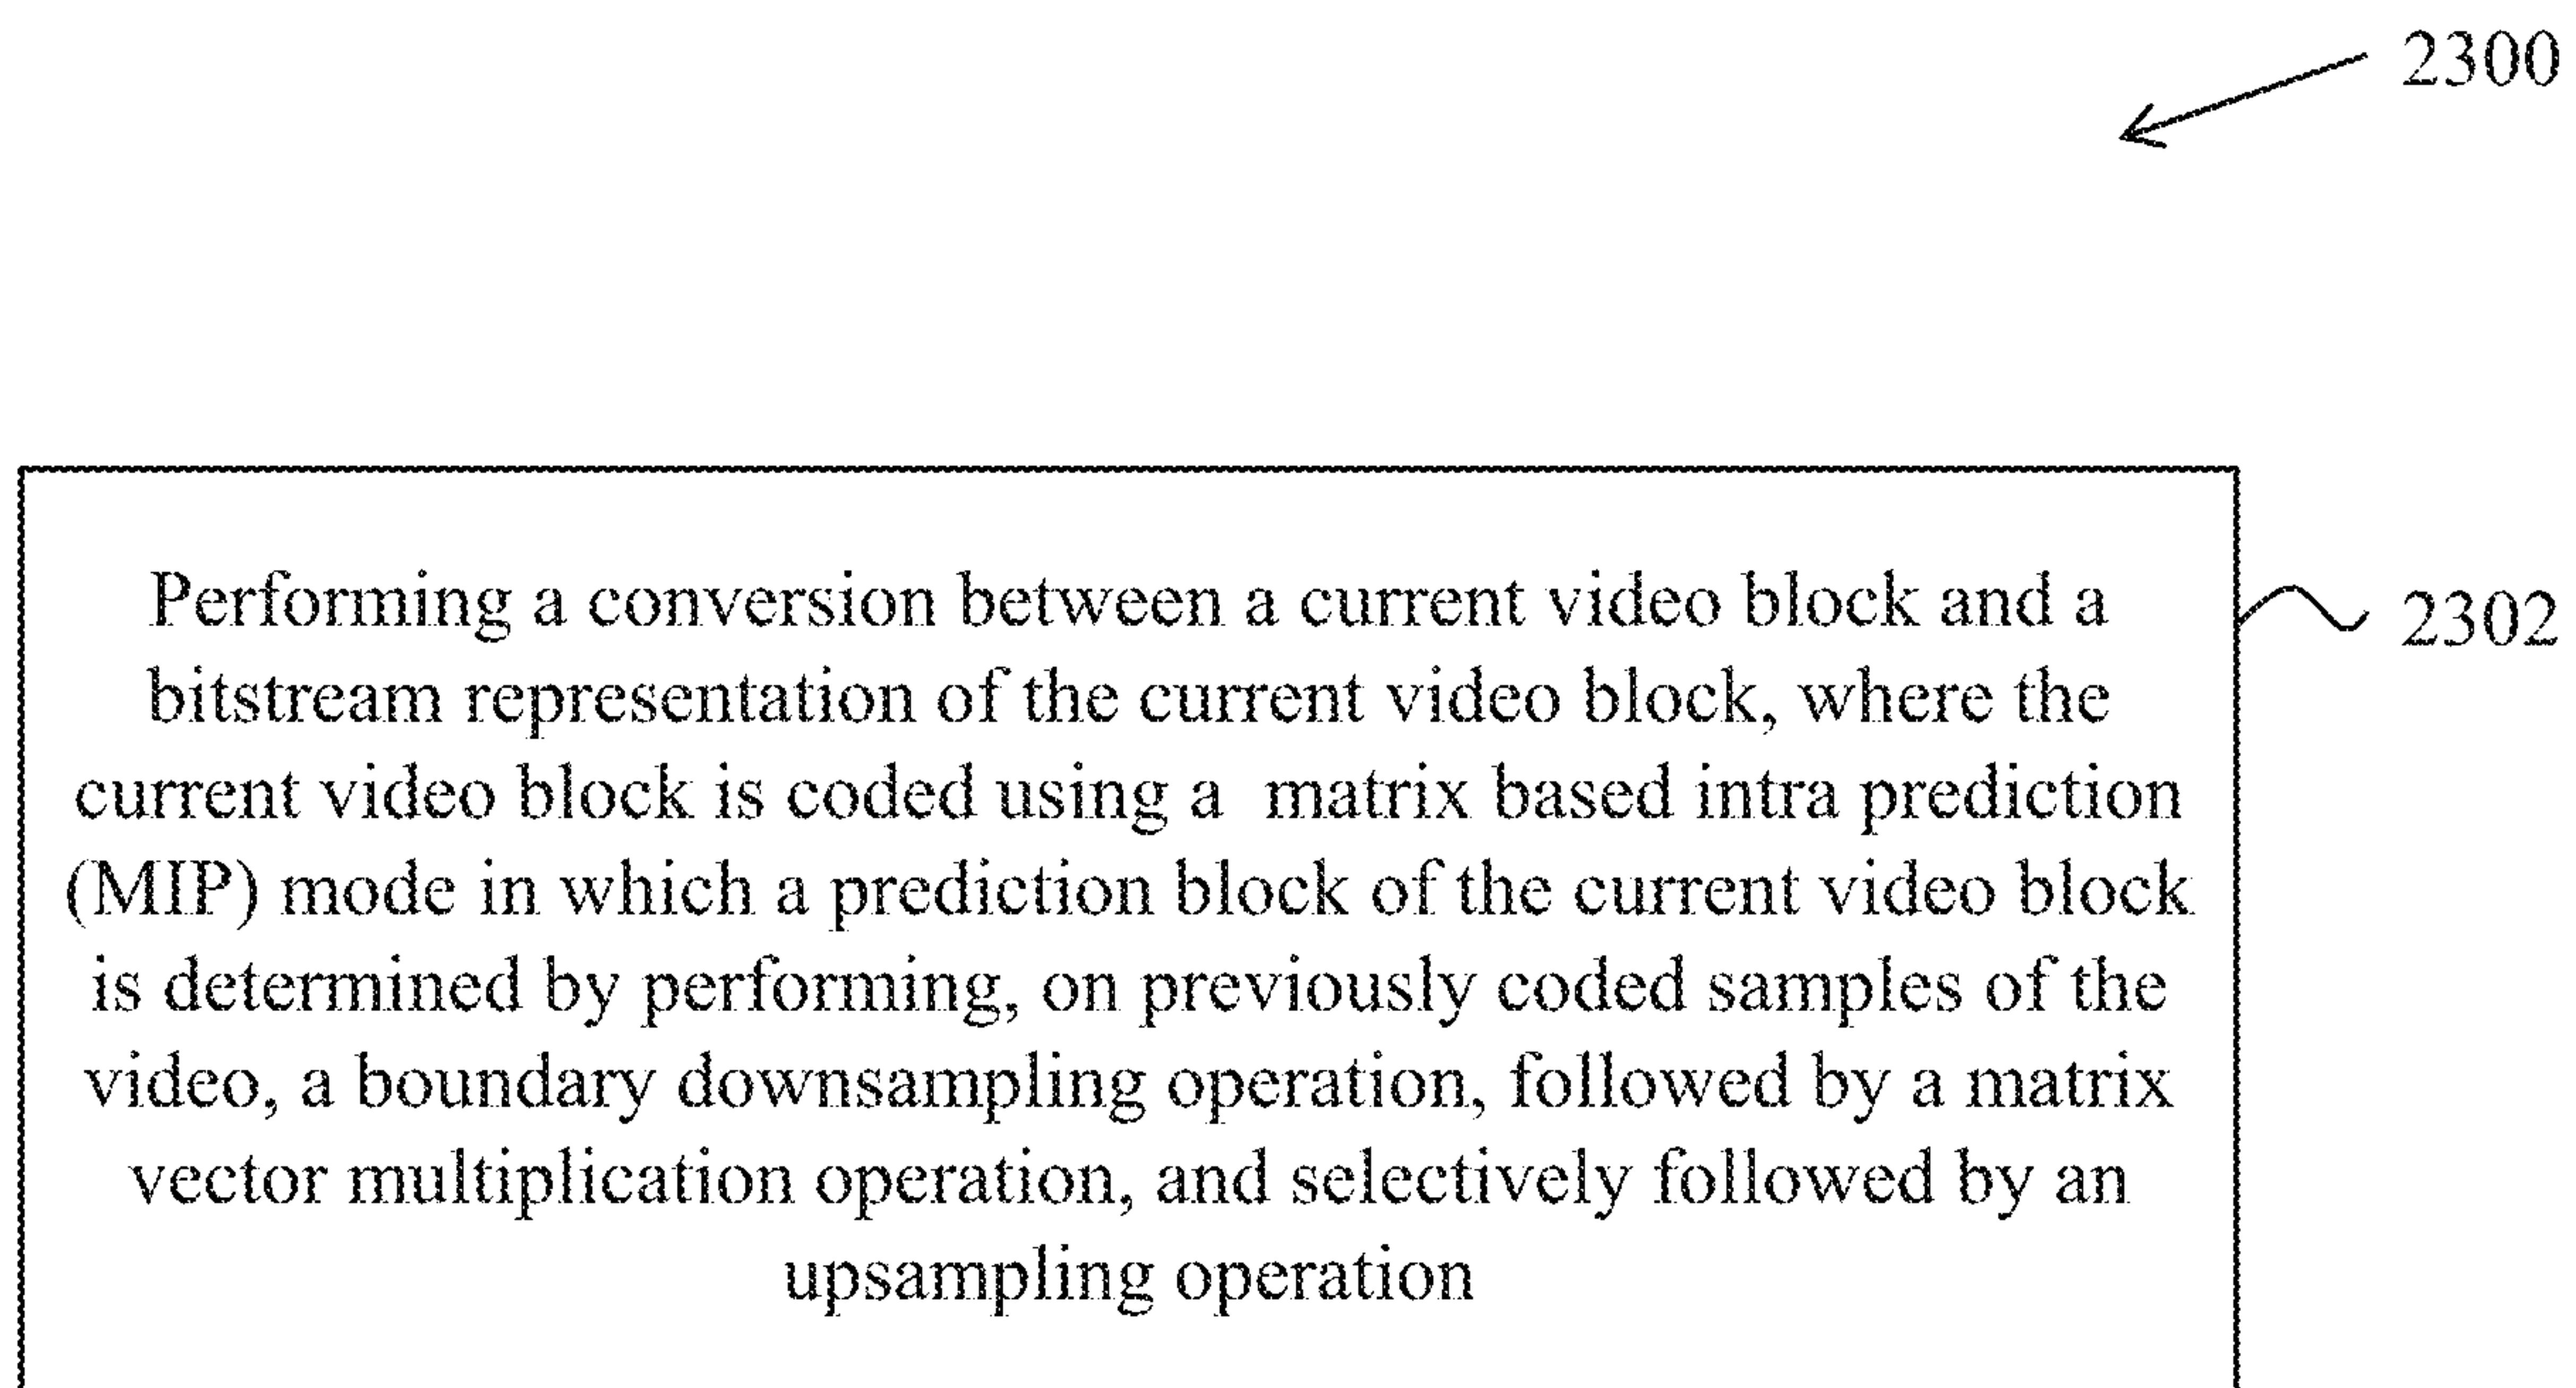 2300
Performing a conversion between a current video block and a
bitstream representation of the current video block, where the
current video block is coded using a  matrix based intra prediction
(MIP) mode in which a prediction block of the current video block
is determined by performing, on previously coded samples of the
video, a boundary downsampling operation, followed by a matrix
vector multiplication operation, and selectively followed by an
upsampling operation
2302